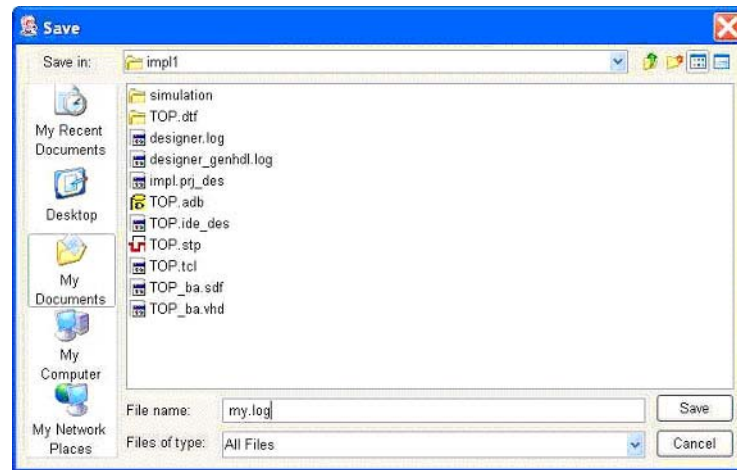 Save
Save in:
impl1
My Recent
Documents
Desktop
My
Documents
My
Computer
My Network
Places
simulation
TOP.dtf
designer.log
designer_genhdl.log
impl.prj_des
TOP.adb
TOP.ide_des
TOP.stp
TOP.tcl
TOP_ba.sdf
TOP_ba.vhd
File name:
my.log
Save
Files of type:
All Files
Cancel